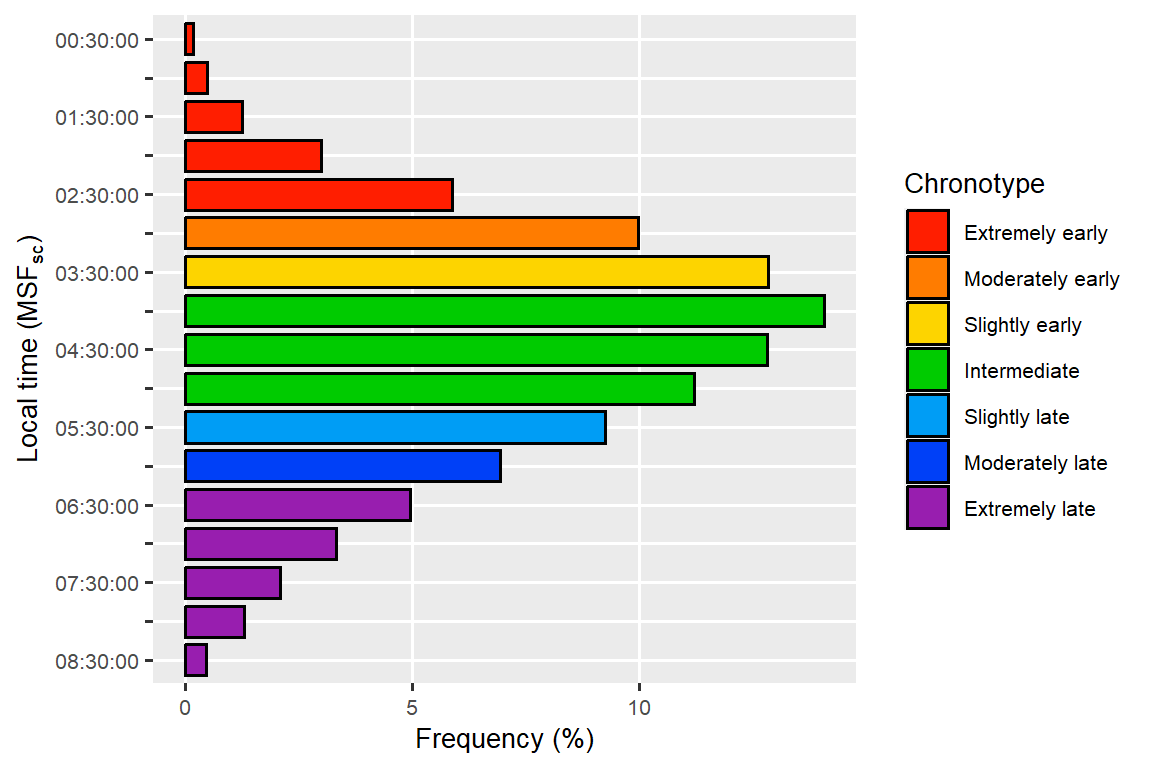 00:30:00
01:30:00
02:30:00
03:30:00
04:30:00
05:30:00
06:30:00
07:30:00
08:30:00
Local time (MSFsc)
0
5
10
Frequency (%)
Chronotype
Extremely early
Moderately early
Slightly early
Intermediate
Slightly late
Moderately late
Extremely late